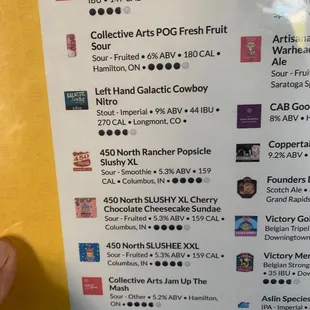 IBU • 147 CAL •
Collective Arts POG Fresh Fruit
Sour
Sour - Fruited • 6% ABV • 180 CAL •
Hamilton, ON •
Left Hand Galactic Cowboy
Nitro
Stout - Imperial • 9% ABV • 44 IBU •
270 CAL • Longmont, CO •
450 North Rancher Popsicle
Slushy XL
Sour - Smoothie • 5.3% ABV • 159
CAL • Columbus, IN •
450 North SLUSHY XL Cherry
Chocolate Cheesecake Sundae
Sour - Fruited • 5.3% ABV • 159 CAL •
Columbus, IN •
450 North SLUSHEE XXL
Sour - Fruited • 5.3% ABV • 159 CAL •
Columbus, IN •
Collective Arts Jam Up The
Mash
Sour - Other • 5.2% ABV • Hamilton,
ON •
Artisana
Warhead
Ale
Sour - Frui
Saratoga S
CAB Goo
8% ABV • H
Coppertai
9.2% ABV •
Founders D
Scotch Ale •
Grand Rapids
Victory Gol
Belgian Tripel
Downingtown
Victory Mer
Belgian Strong
• 35 IBU • Dow
Aslin Species
IPA - Imperial •